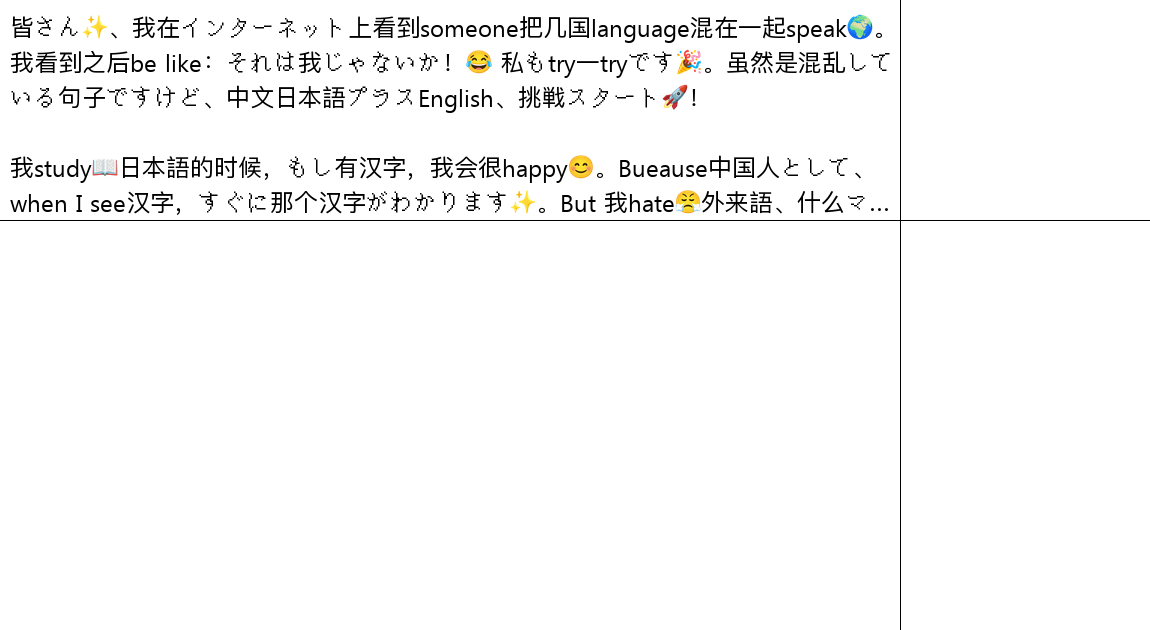 皆さん✨、我在インターネット上看到someone把几国language混在一起speak🌍。
我看到之后be like：それは我じゃないか！😂 私もtry一tryです🎉。虽然是混乱して
いる句子ですけど、中文日本語プラスEnglish、挑戦スタート🚀！
我study📖日本語的时候，もし有汉字，我会很happy😊。Bueause中国人として、
when I see汉字，すぐに那个汉字がわかります✨。But 我hate😤外来語、什么マ...